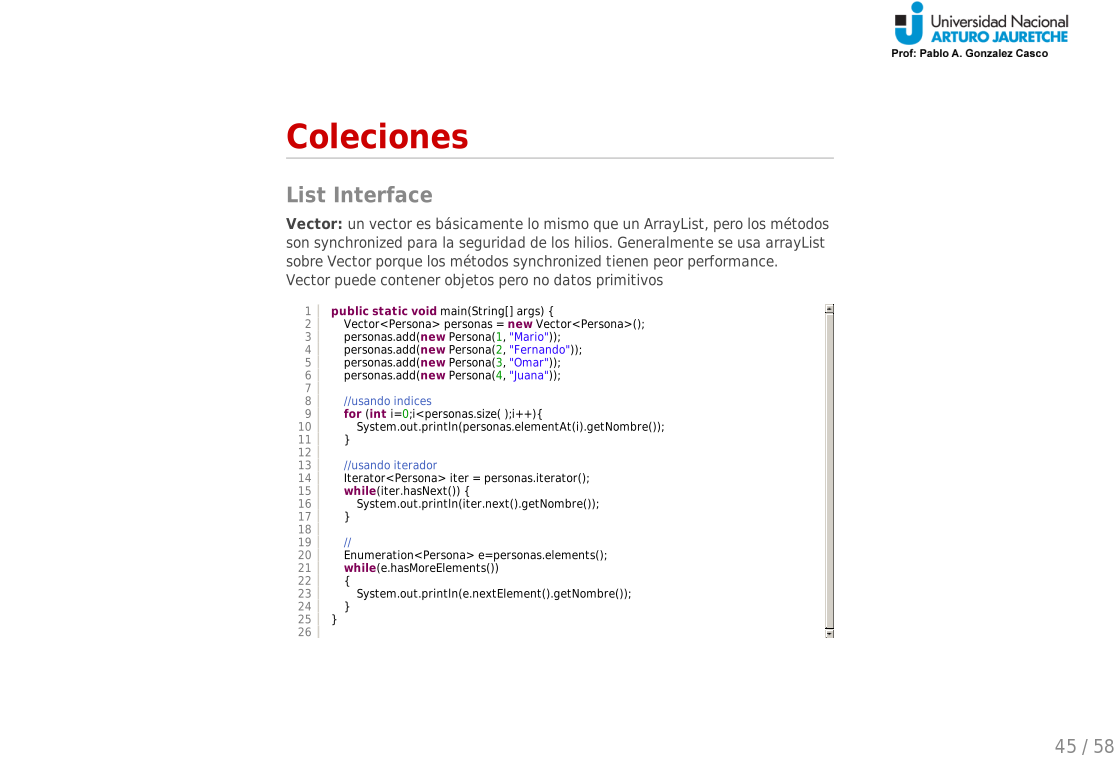 Universidad Nacional
ARTURO JAURETCHE
Prof: Pablo A. Gonzalez Casco
Coleciones
List Interface
Vector: un vector es básicamente lo mismo que un ArrayList, pero los métodos
son synchronized para la seguridad de los hilios. Generalmente se usa arrayList
sobre Vector porque los métodos synchronized tienen peor performance.
Vector puede contener objetos pero no datos primitivos
1 public static void main(String[] args) {
2 Vector<Persona> personas = new Vector<Persona>();
3 personas.add(new Persona(1, "Mario"));
4 personas.add(new Persona(2, "Fernando"));
5 personas.add(new Persona(3, "Omar"));
6 personas.add(new Persona(4, "Juana"));
7
8 //usando indices
9 for (int i=0;i<personas.size( );i++){
10 System.out.println(personas.elementAt(i).getNombre());
11 }
12
13 //usando iterador
14 Iterator<Persona> iter = personas.iterator();
15 while(iter.hasNext()) {
16 System.out.println(iter.next().getNombre());
17 }
18
19 //
20 Enumeration<Persona> e=personas.elements();
21 while(e.hasMoreElements())
22 {
23 System.out.println(e.nextElement().getNombre());
24 }
25 }
26
45 / 58